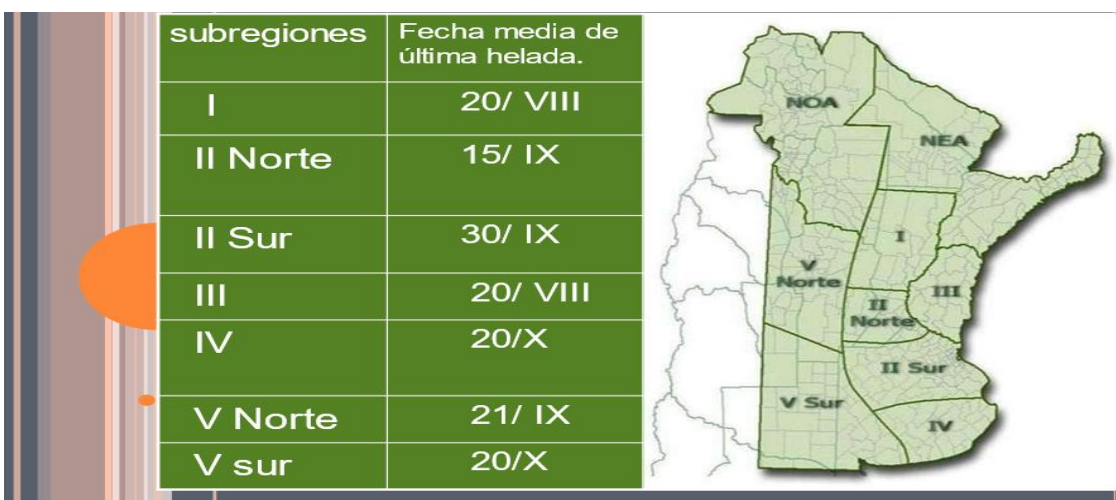 subregiones Fecha media de
última helada.
I 20/ VIII
II Norte 15/ IX
II Sur 30/ IX
III 20/ VIII
IV 20/X
V Norte 21/ IX
V sur 20/X
NOA
NEA
I
V
Norte
III
II
Norte
II Sur
V Sur
IV